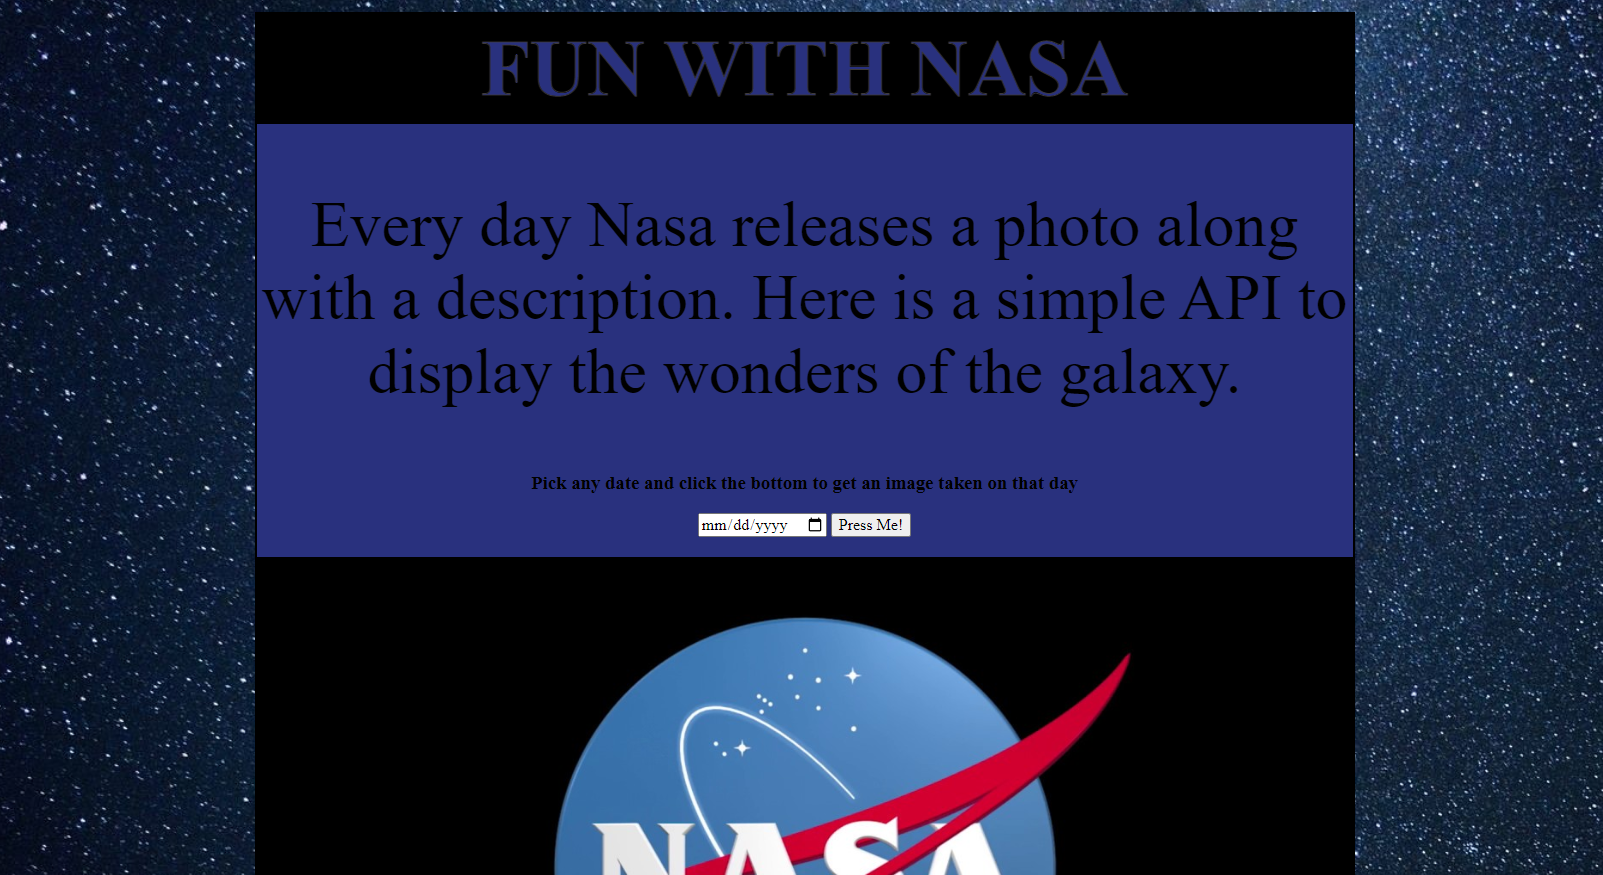 FUN WITH NASA
Every day Nasa releases a photo along
with a description. Here is a simple API to
display the wonders of the galaxy.
Pick any date and click the bottom to get an image taken on that day
mm/dd/yyyy Press Me!
NASA